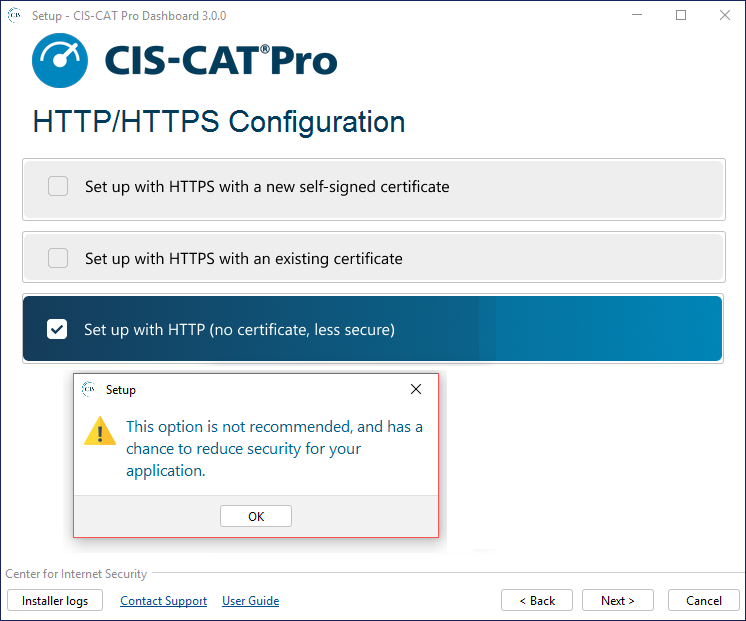 Setup - CIS-CAT Pro Dashboard 3.0.0
CIS-CAT®Pro
HTTP/HTTPS Configuration
Set up with HTTPS with a new self-signed certificate
Set up with HTTPS with an existing certificate
Set up with HTTP (no certificate, less secure)
CIS Setup
This option is not recommended, and has a
chance to reduce security for your
application.
OK
Center for Internet Security
Installer logs Contact Support User Guide < Back Next > Cancel